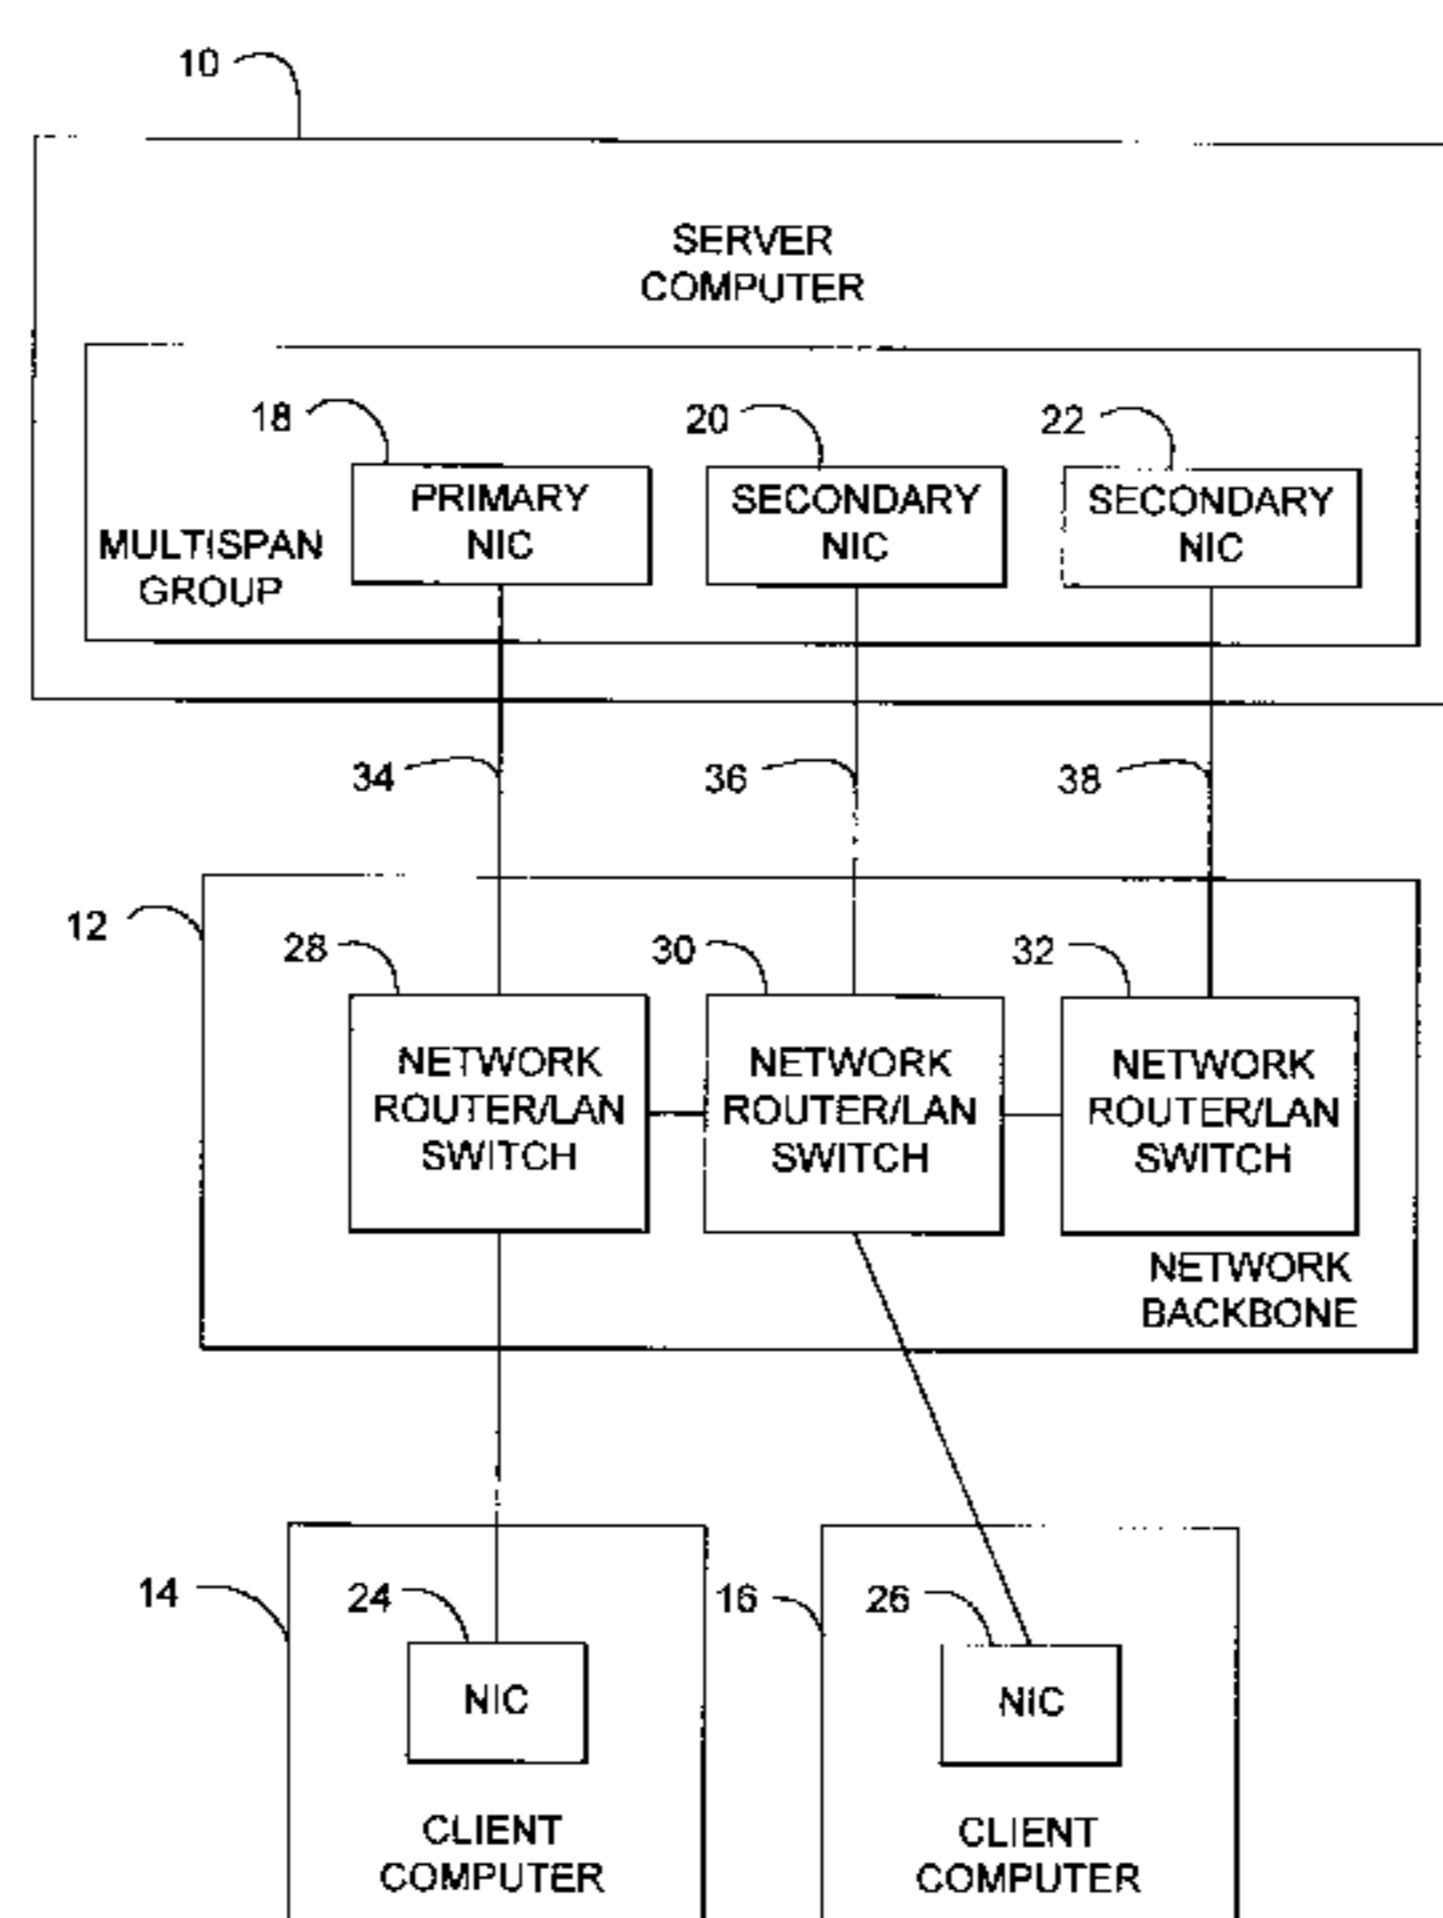 10
SERVER
COMPUTER
18
20
22
PRIMARY
NIC
SECONDARY
NIC
SECONDARY
NIC
MULTISPAN
GROUP
34
36
38
12
28
30
32
NETWORK
ROUTER/LAN
SWITCH
NETWORK
ROUTER/LAN
SWITCH
NETWORK
ROUTER/LAN
SWITCH
NETWORK
BACKBONE
14
24
16
26
NIC
NIC
CLIENT
COMPUTER
CLIENT
COMPUTER